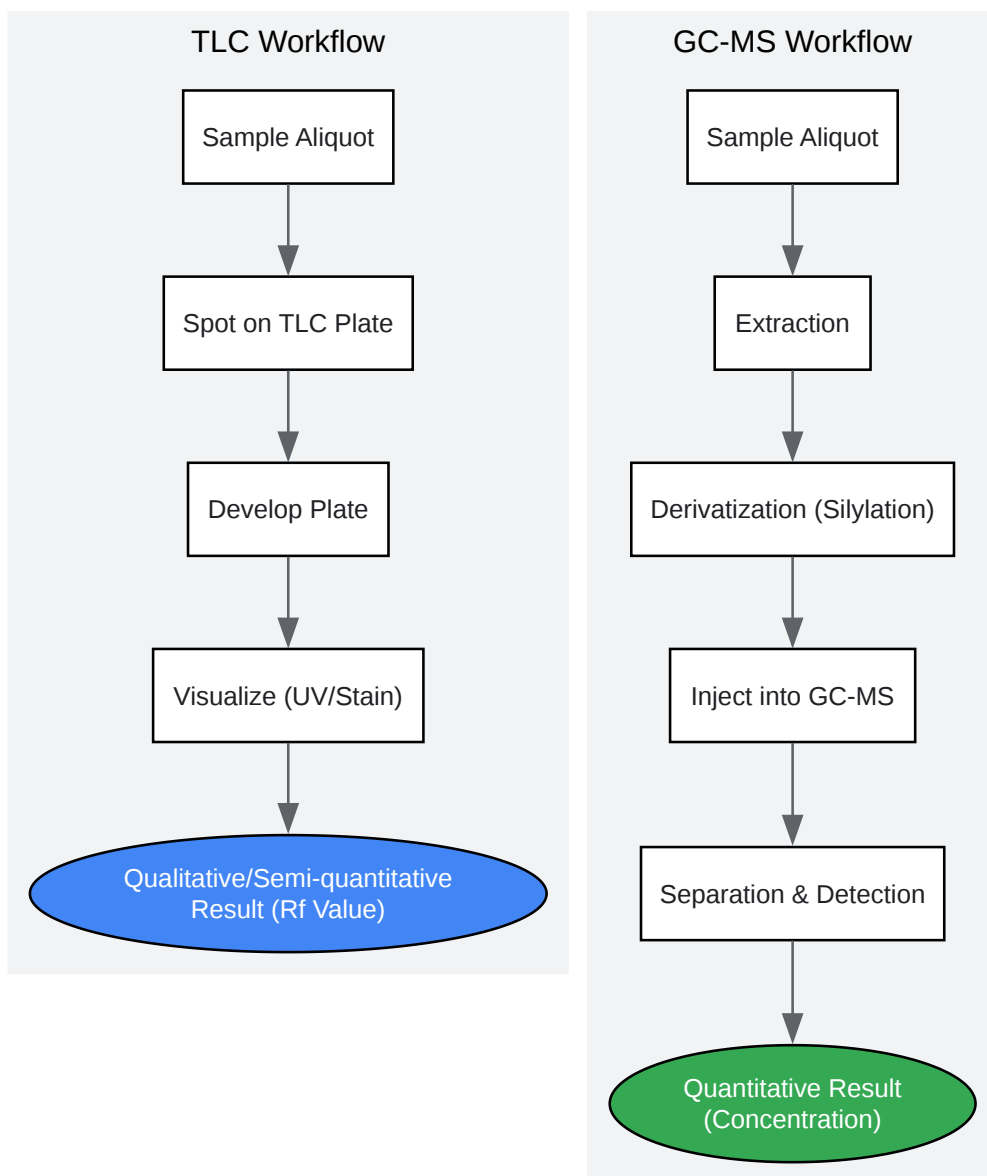 TLC Workflow
Sample Aliquot
Spot on TLC Plate
Develop Plate
Visualize (UV/Stain)
Qualitative/Semi-quantitative
Result (Rf Value)
GC-MS Workflow
Sample Aliquot
Extraction
Derivatization (Silylation)
Inject into GC-MS
Separation & Detection
Quantitative Result
(Concentration)